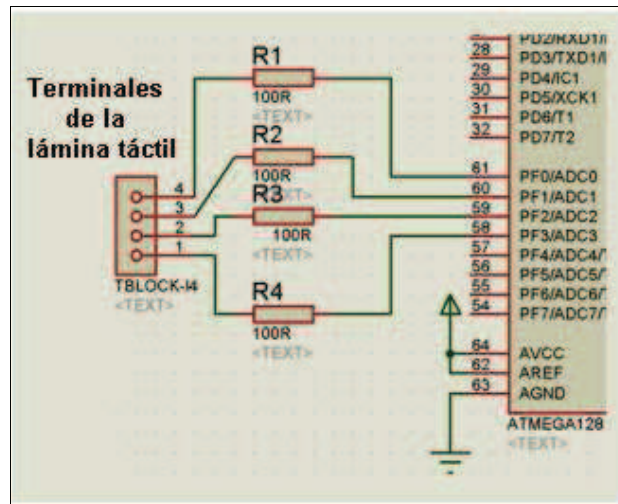 Terminales
de la
lámina táctil
R1
100R
<TEXT>
R2
100R
<TEXT>
R3
100R
<TEXT>
R4
100R
<TEXT>
4
3
2
1
TBLOCK-I4
<TEXT>
28 PD3/TXD1/I
29 PD4/IC1
30 PD5/XCK1
31 PD6/T1
32 PD7/T2
61 PF0/ADC0
60 PF1/ADC1
59 PF2/ADC2
58 PF3/ADC3
57 PF4/ADC4/
56 PF5/ADC5/
55 PF6/ADC6/
54 PF7/ADC7/
64 AVCC
62 AREF
63 AGND
ATMEGA128
<TEXT>